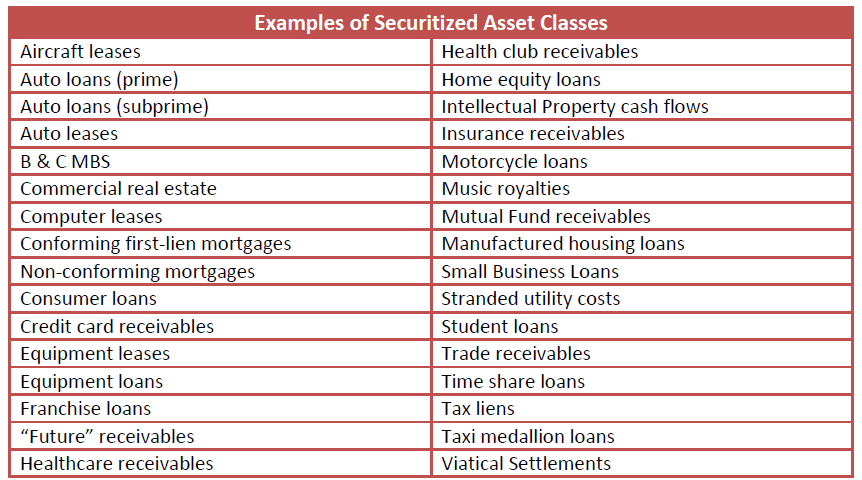 Examples of Securitized Asset Classes
Aircraft leases
Health club receivables
Auto loans (prime)
Home equity loans
Auto loans (subprime)
Intellectual Property cash flows
Auto leases
Insurance receivables
B & C MBS
Motorcycle loans
Commercial real estate
Music royalties
Computer leases
Mutual Fund receivables
Conforming first-lien mortgages
Manufactured housing loans
Non-conforming mortgages
Small Business Loans
Consumer loans
Stranded utility costs
Credit card receivables
Student loans
Equipment leases
Trade receivables
Equipment loans
Time share loans
Franchise loans
Tax liens
“Future” receivables
Taxi medallion loans
Healthcare receivables
Viatical Settlements